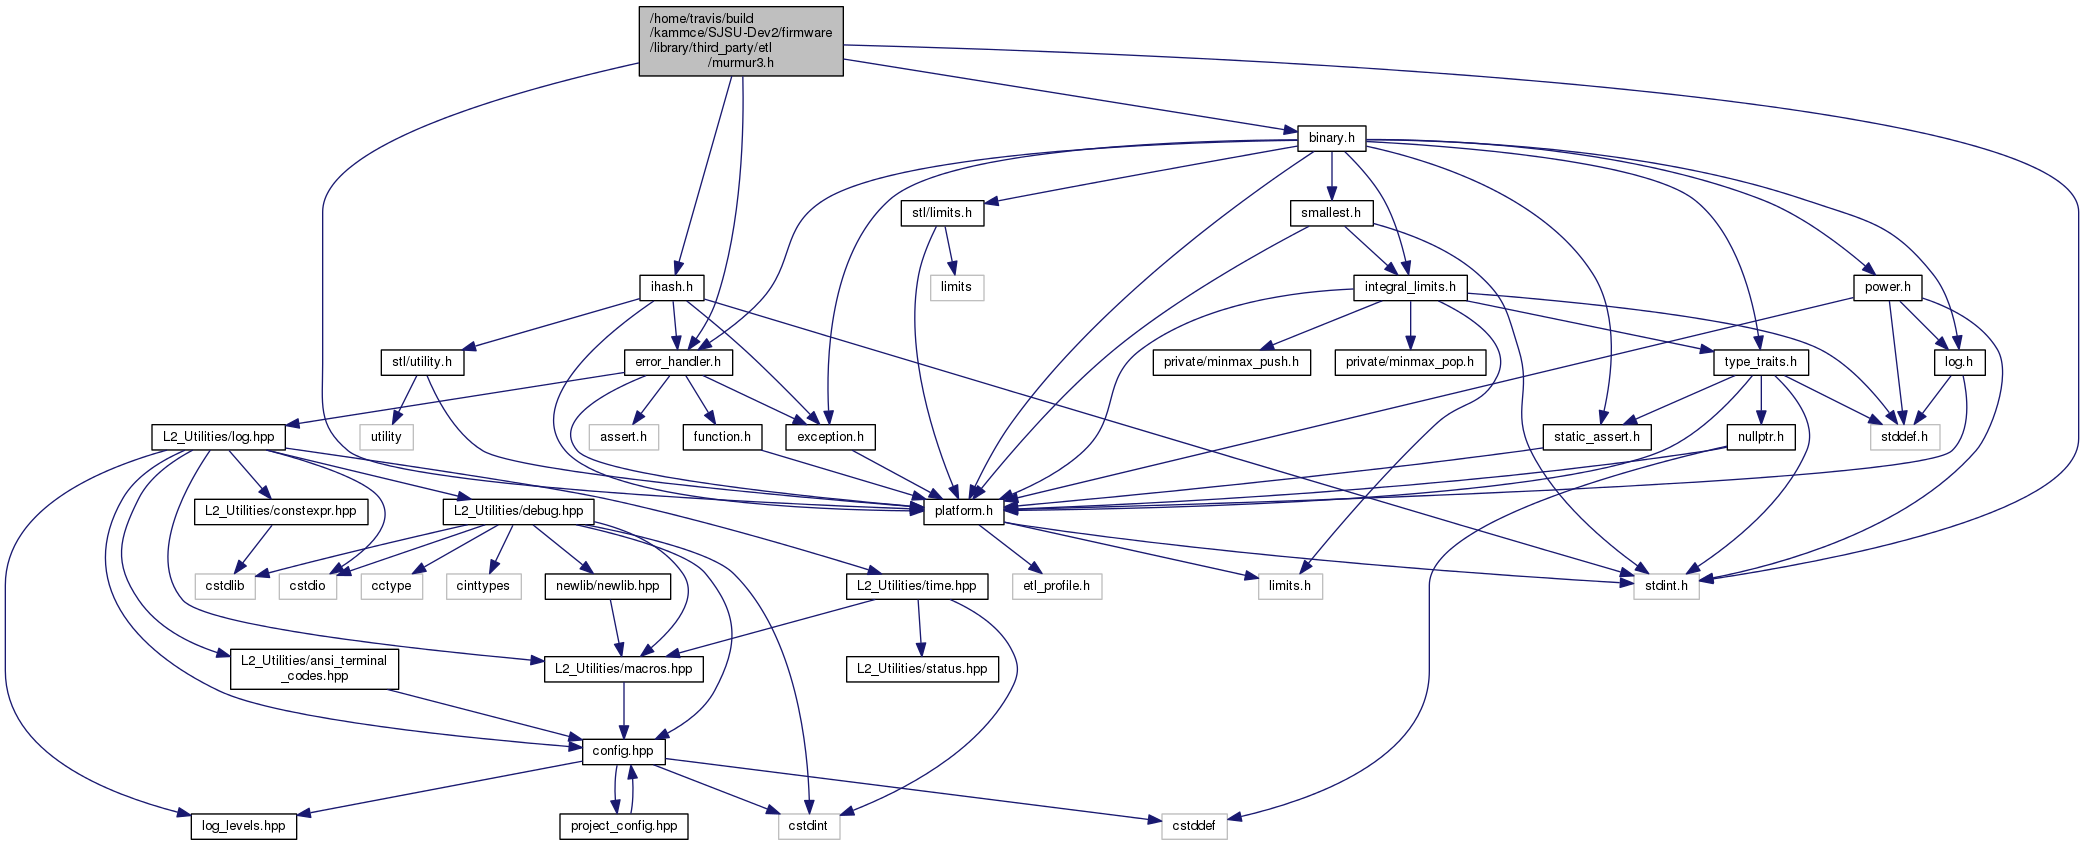 /home/travis/build
/kammce/SJSU-Dev2/firmware
/library/third_party/etl
/murmur3.h
binary.h
stl/limits.h
smallest.h
ihash.h
limits
integral_limits.h
power.h
stl/utility.h
error_handler.h
private/minmax_push.h
private/minmax_pop.h
type_traits.h
log.h
L2_Utilities/log.hpp
utility
assert.h
function.h
exception.h
static_assert.h
nullptr.h
stddef.h
L2_Utilities/constexpr.hpp
L2_Utilities/debug.hpp
platform.h
cstdlib
cstdio
cctype
cinttypes
newlib/newlib.hpp
L2_Utilities/time.hpp
etl_profile.h
limits.h
stdint.h
L2_Utilities/ansi_terminal
_codes.hpp
L2_Utilities/macros.hpp
L2_Utilities/status.hpp
config.hpp
log_levels.hpp
project_config.hpp
cstdint
cstddef